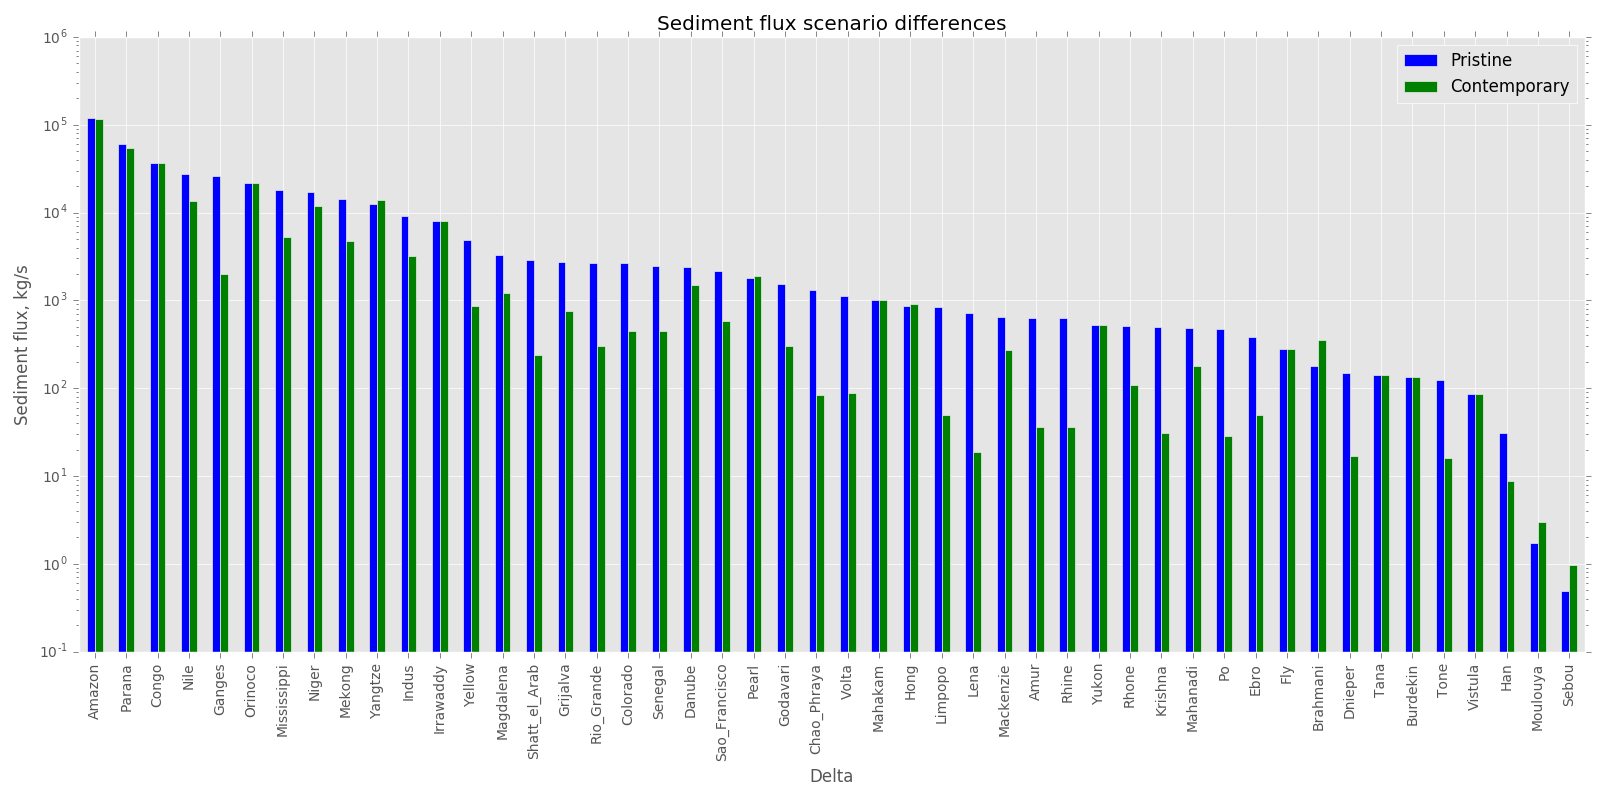 Sediment flux scenario differences
Pristine
Contemporary
Sediment flux, kg/s
10^6
10^5
10^4
10^3
10^2
10^1
10^0
10^-1
Amazon
Parana
Congo
Nile
Ganges
Orinoco
Mississippi
Niger
Mekong
Yangtze
Indus
Irrawaddy
Yellow
Magdalena
Shatt_el_Arab
Grijalva
Rio_Grande
Colorado
Senegal
Danube
Sao_Francisco
Pearl
Godavari
Chao_Phraya
Volta
Mahakam
Hong
Limpopo
Lena
Mackenzie
Amur
Rhine
Yukon
Rhone
Krishna
Mahanadi
Po
Ebro
Fly
Brahmani
Dnieper
Tana
Burdekin
Tone
Vistula
Han
Moulouya
Sebou
Delta